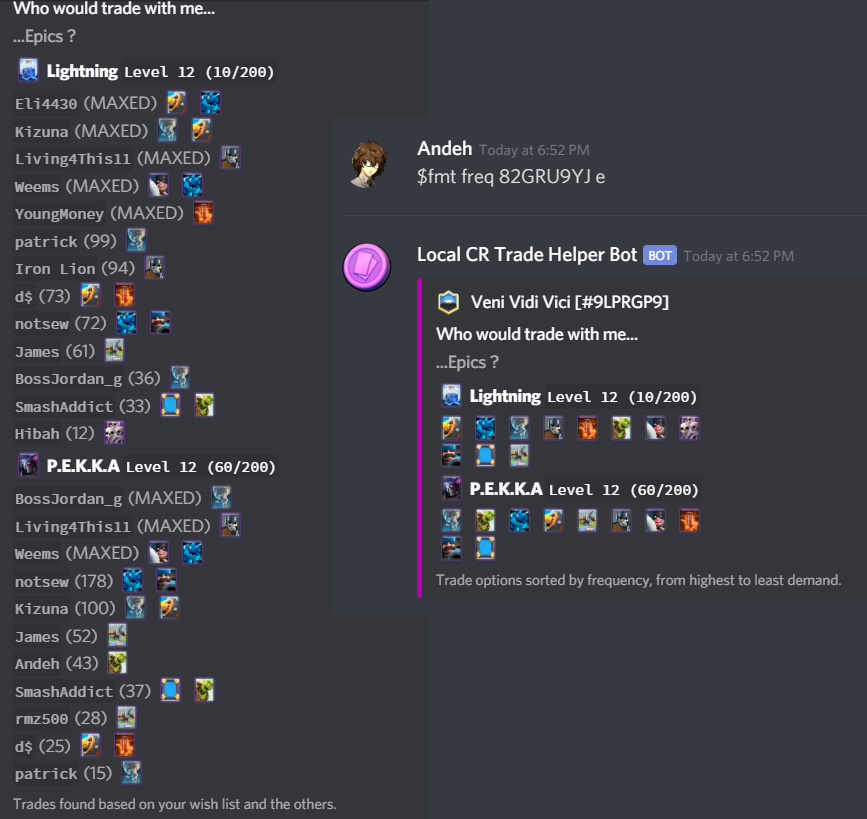 Who would trade with me...
...Epics ?
Lightning Level 12 (10/200)
Eli4430 (MAXED)
Kizuna (MAXED)
Living4This11 (MAXED)
Weems (MAXED)
YoungMoney (MAXED)
patrick (99)
Iron Lion (94)
d$ (73)
notsew (72)
James (61)
BossJordan_g (36)
SmashAddict (33)
Hibah (12)
P.E.K.K.A Level 12 (60/200)
BossJordan_g (MAXED)
Living4This11 (MAXED)
Weems (MAXED)
notsew (178)
Kizuna (100)
James (52)
Andeh (43)
SmashAddict (37)
rmz500 (28)
d$ (25)
patrick (15)
Trades found based on your wish list and the others.
Andeh Today at 6:52 PM
$fmt freq 82GRU9YJ e
Local CR Trade Helper Bot BOT Today at 6:52 PM
Veni Vidi Vici [#9LPRGP9]
Who would trade with me...
...Epics ?
Lightning Level 12 (10/200)
P.E.K.K.A Level 12 (60/200)
Trade options sorted by frequency, from highest to least demand.